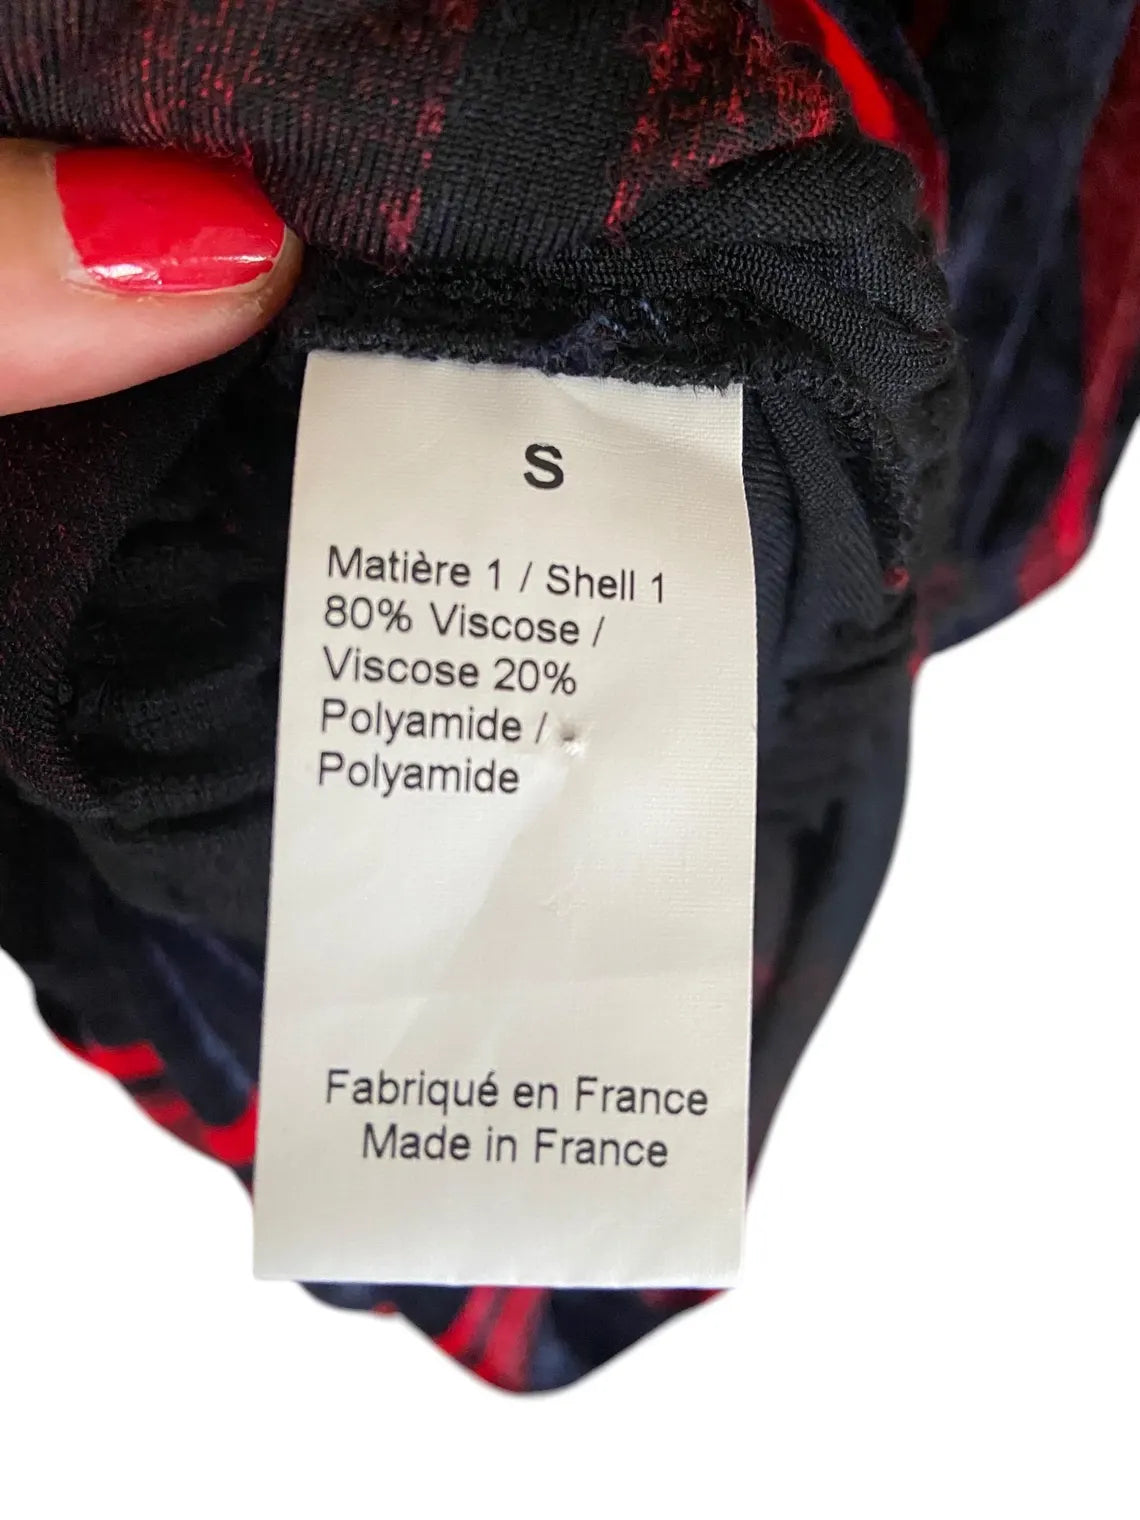 S
Matière 1 / Shell 1
80% Viscose /
Viscose 20%
Polyamide /
Polyamide
Fabriqué en France
Made in France